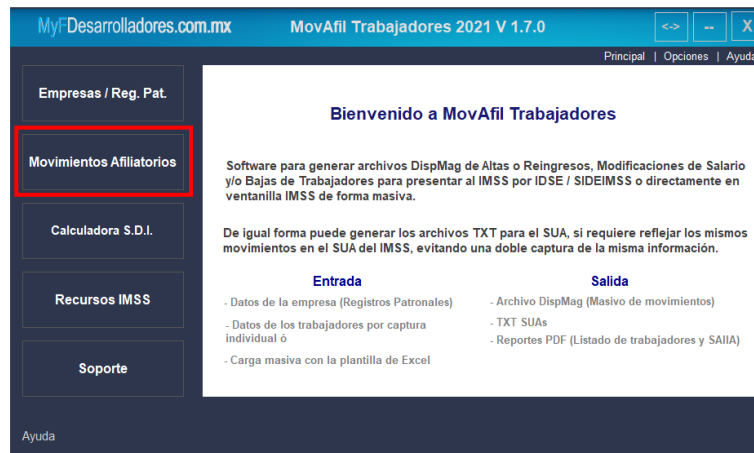 MyFDesarrolladores.com.mx MovAfil Trabajadores 2021 V 1.7.0 <-> -- X
Principal | Opciones | Ayuda
Empresas / Reg. Pat.
Movimientos Afiliatorios
Calculadora S.D.I.
Recursos IMSS
Soporte
Bienvenido a MovAfil Trabajadores
Software para generar archivos DispMag de Altas o Reingresos, Modificaciones de Salario
y/o Bajas de Trabajadores para presentar al IMSS por IDSE / SIDEIMSS o directamente en
ventanilla IMSS de forma masiva.
De igual forma puede generar los archivos TXT para el SUA, si requiere reflejar los mismos
movimientos en el SUA del IMSS, evitando una doble captura de la misma información.
Entrada
- Datos de la empresa (Registros Patronales)
- Datos de los trabajadores por captura
individual ó
- Carga masiva con la plantilla de Excel
Salida
- Archivo DispMag (Masivo de movimientos)
- TXT SUAs
- Reportes PDF (Listado de trabajadores y SAIIA)
Ayuda